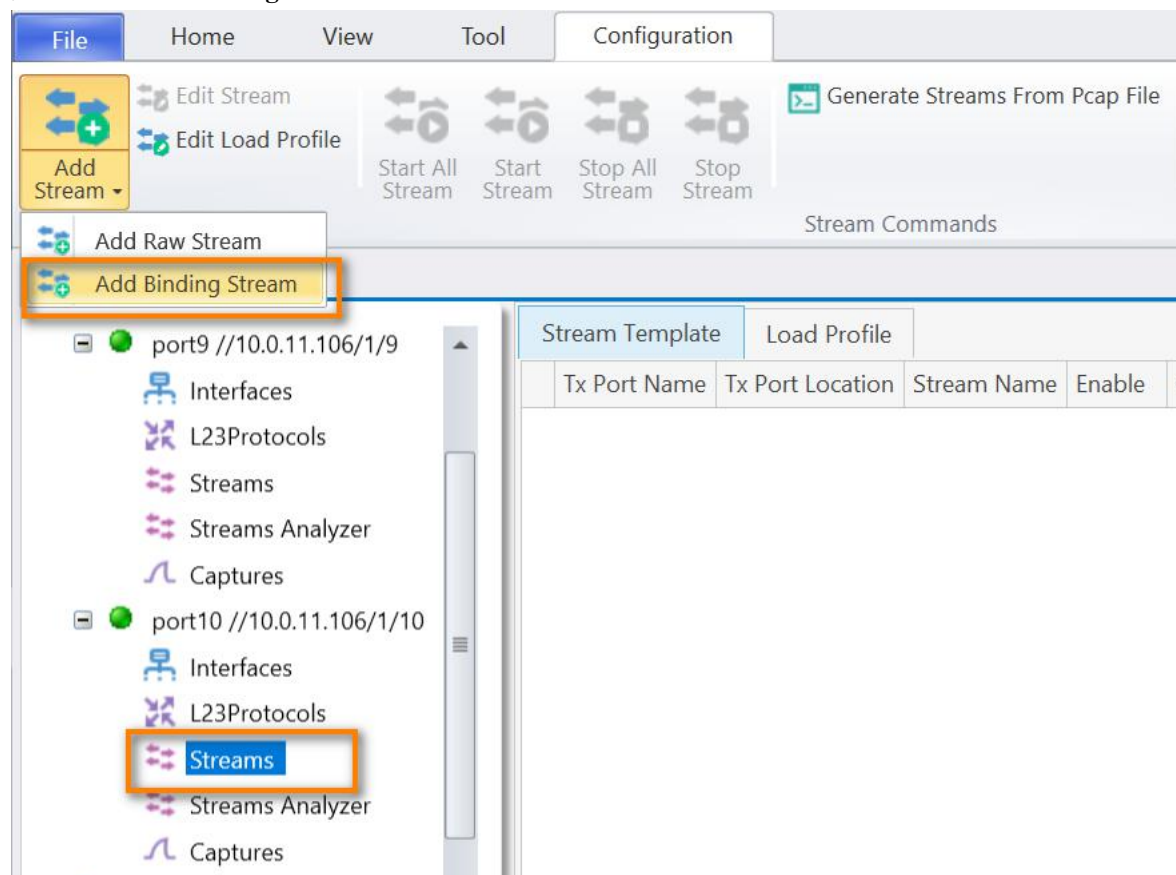 File Home View Tool Configuration
Edit Stream
Generate Streams From Pcap File
Edit Load Profile
Add Stream
Start All Stream
Start Stream
Stop All Stream
Stop Stream
Stream Commands
Add Raw Stream
Add Binding Stream
port9 //10.0.11.106/1/9
Interfaces
L23Protocols
Streams
Streams Analyzer
Captures
port10 //10.0.11.106/1/10
Interfaces
L23Protocols
Streams
Streams Analyzer
Captures
Stream Template Load Profile
Tx Port Name Tx Port Location Stream Name Enable